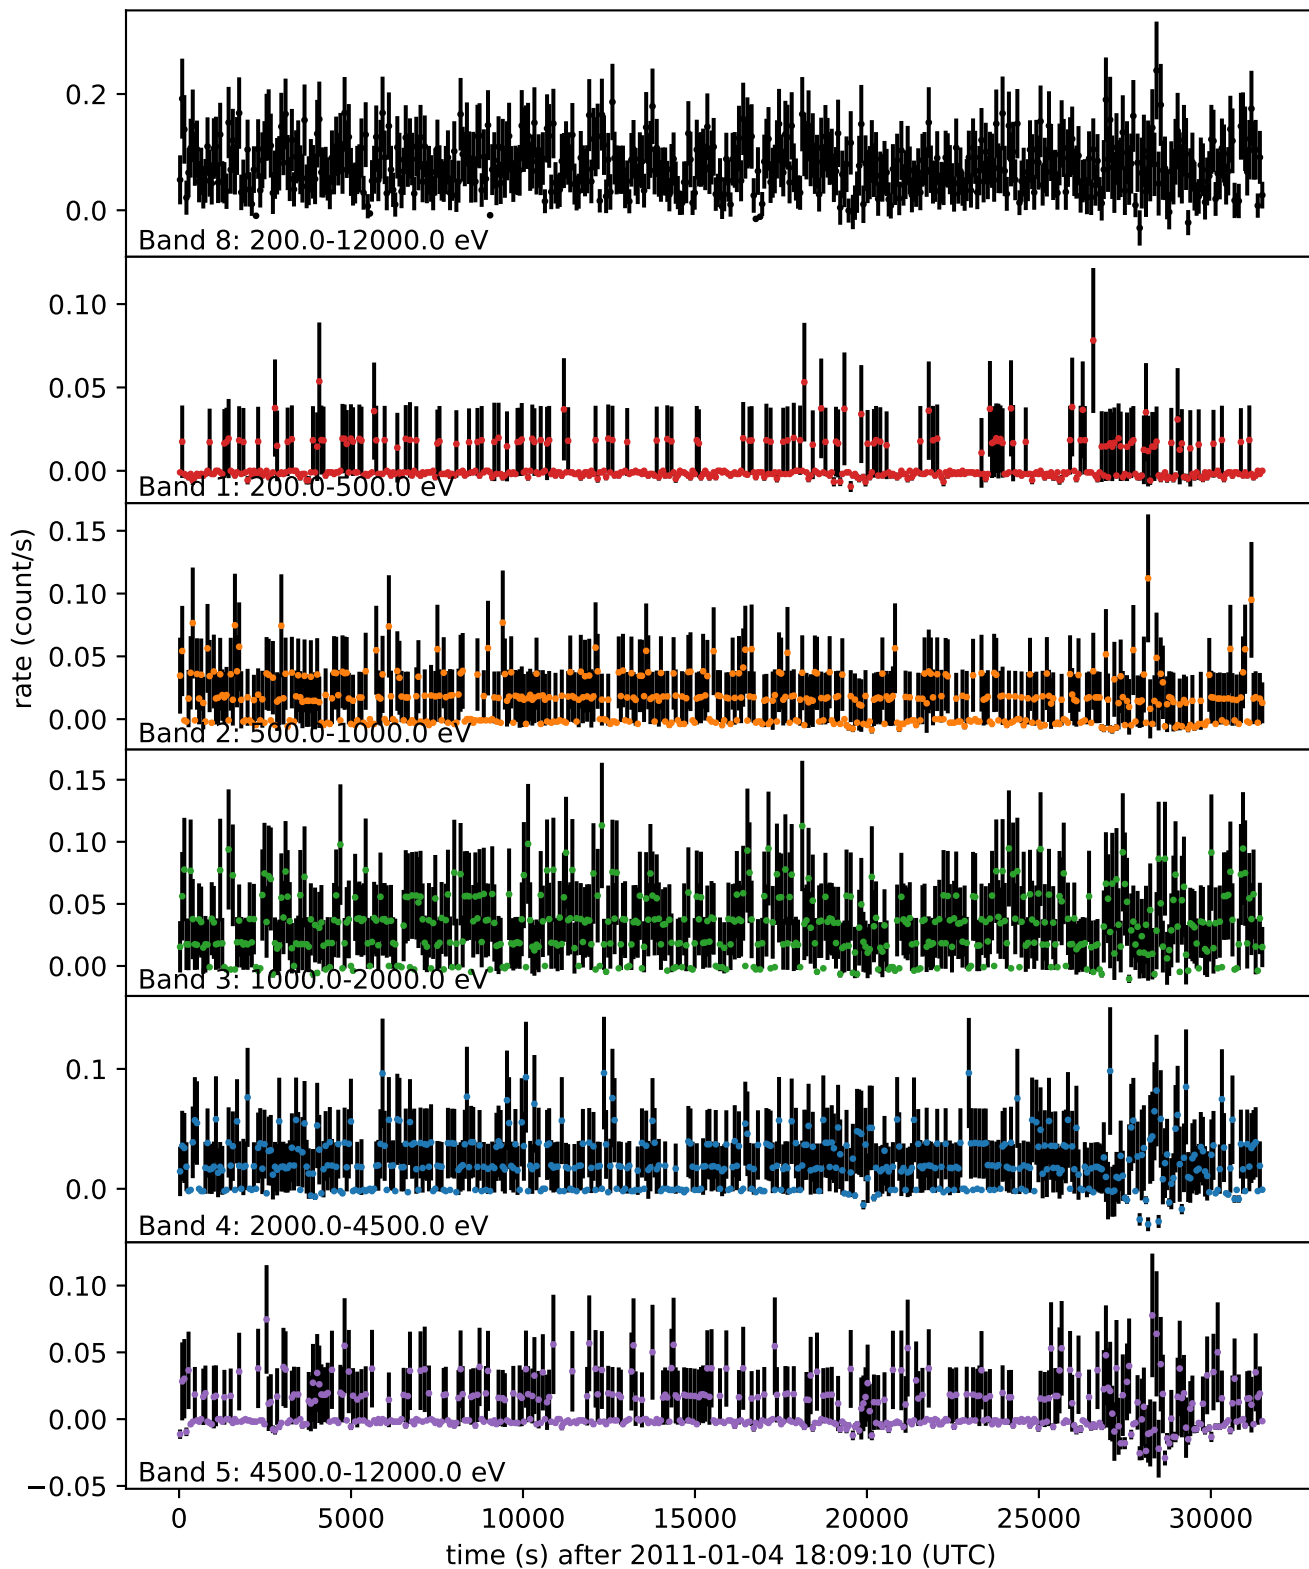 0.2
0.0
Band 8: 200.0-12000.0 eV
0.10
0.05
0.00
Band 1: 200.0-500.0 eV
0.15
0.10
0.05
0.00
Band 2: 500.0-1000.0 eV
rate (count/s)
0.15
0.10
0.05
0.00
Band 3: 1000.0-2000.0 eV
0.1
0.0
Band 4: 2000.0-4500.0 eV
0.10
0.05
0.00
−0.05
Band 5: 4500.0-12000.0 eV
0 5000 10000 15000 20000 25000 30000
time (s) after 2011-01-04 18:09:10 (UTC)